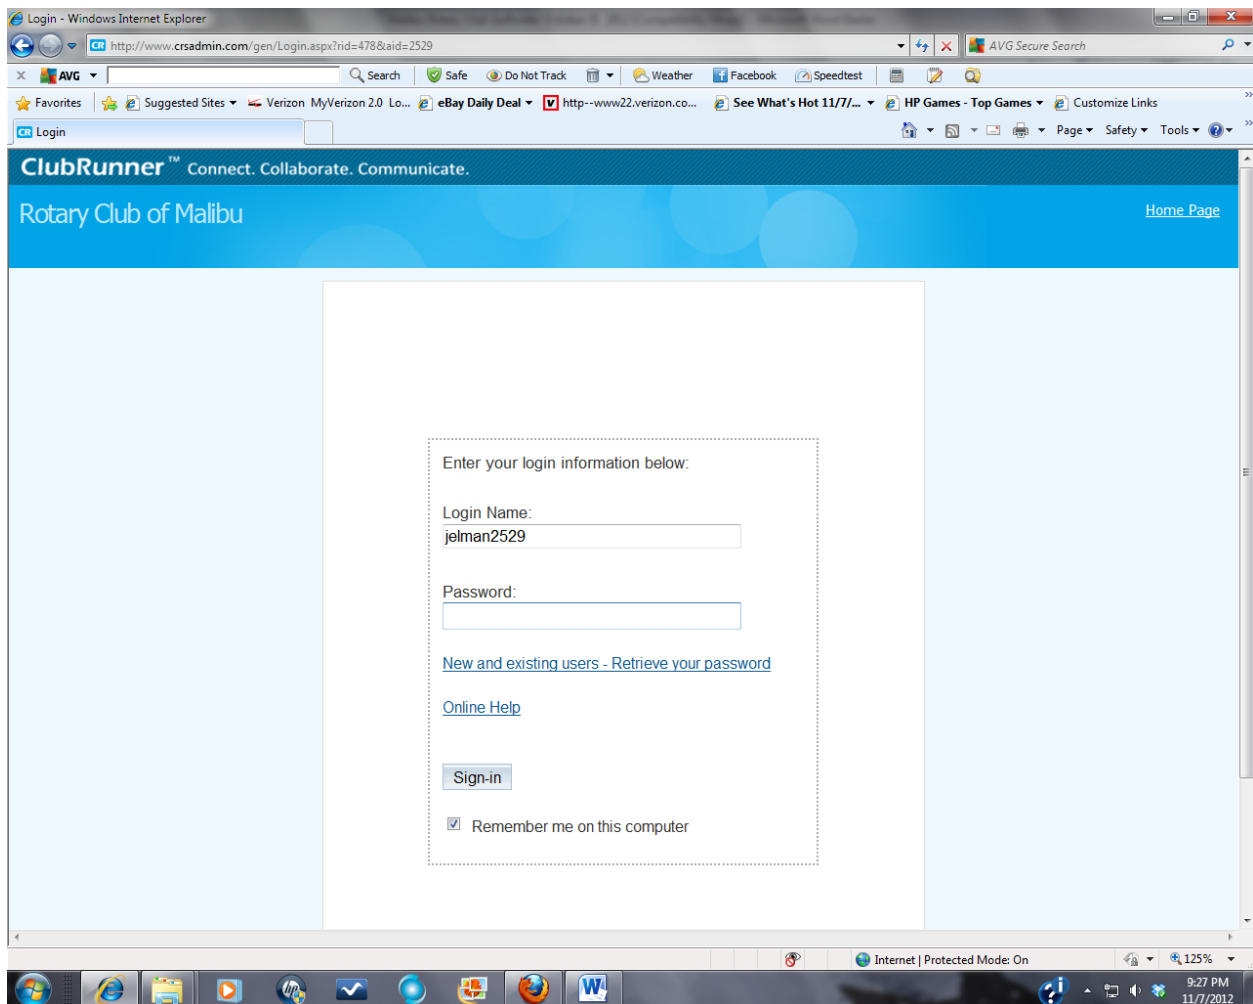 Login - Windows Internet Explorer
CR http://www.crsadmin.com/gen/Login.aspx?rid=478&aid=2529 AVG Secure Search
x AVG Search Safe Do Not Track Weather Facebook Speedtest
Favorites Suggested Sites Verizon MyVerizon 2.0 Lo... eBay Daily Deal http--www22.verizon.co... See What's Hot 11/7/... HP Games - Top Games Customize Links »
CR Login Page Safety Tools »
ClubRunner™ Connect. Collaborate. Communicate.
Rotary Club of Malibu Home Page
Enter your login information below:
Login Name:
jelman2529
Password:
New and existing users - Retrieve your password
Online Help
Sign-in
Remember me on this computer
Internet | Protected Mode: On 125%
hp W
9:27 PM
11/7/2012